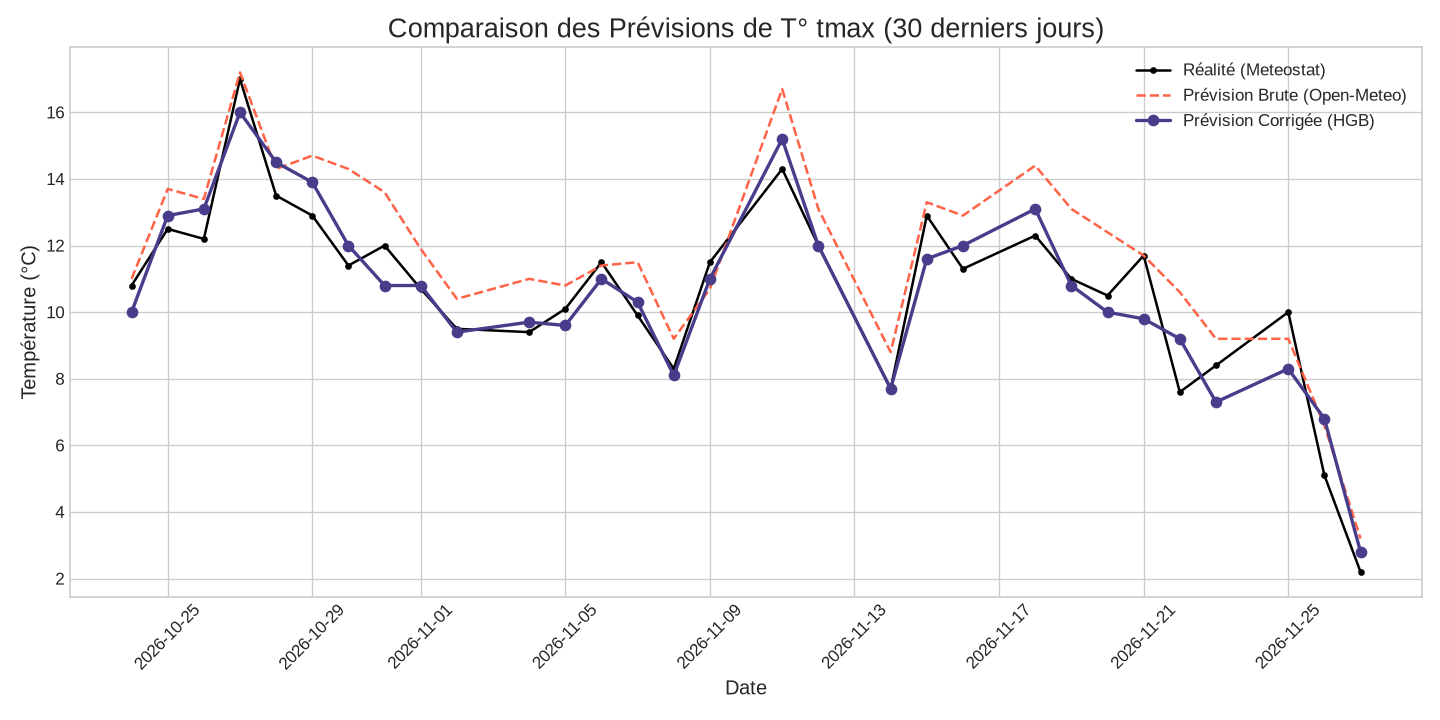 Comparaison des Prévisions de T° tmax (30 derniers jours)
Réalité (Meteostat)
Prévision Brute (Open-Meteo)
Prévision Corrigée (HGB)
Température (°C)
16
14
12
10
8
6
4
2
2026-10-25
2026-10-29
2026-11-01
2026-11-05
2026-11-09
2026-11-13
2026-11-17
2026-11-21
2026-11-25
Date